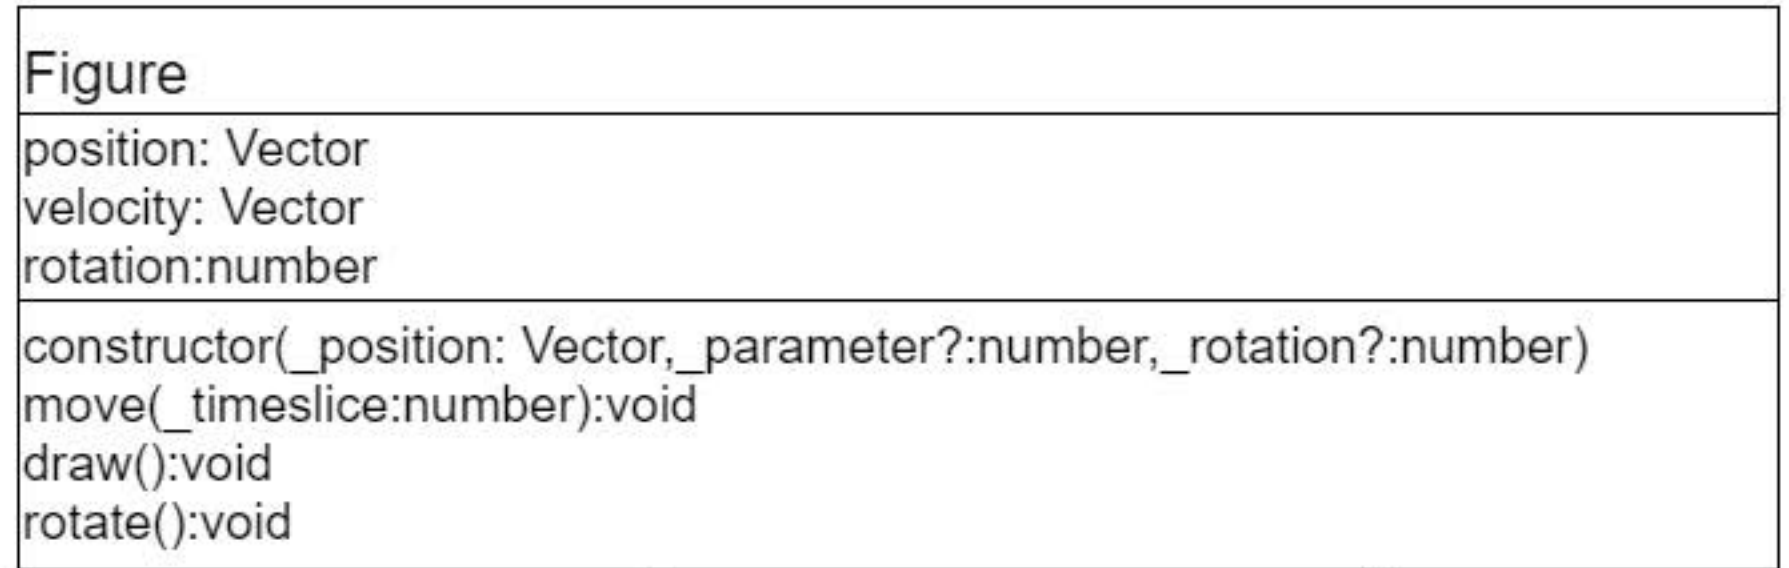 Figure
position: Vector
velocity: Vector
rotation:number
constructor(_position: Vector,_parameter?:number,_rotation?:number)
move(_timeslice:number):void
draw():void
rotate():void